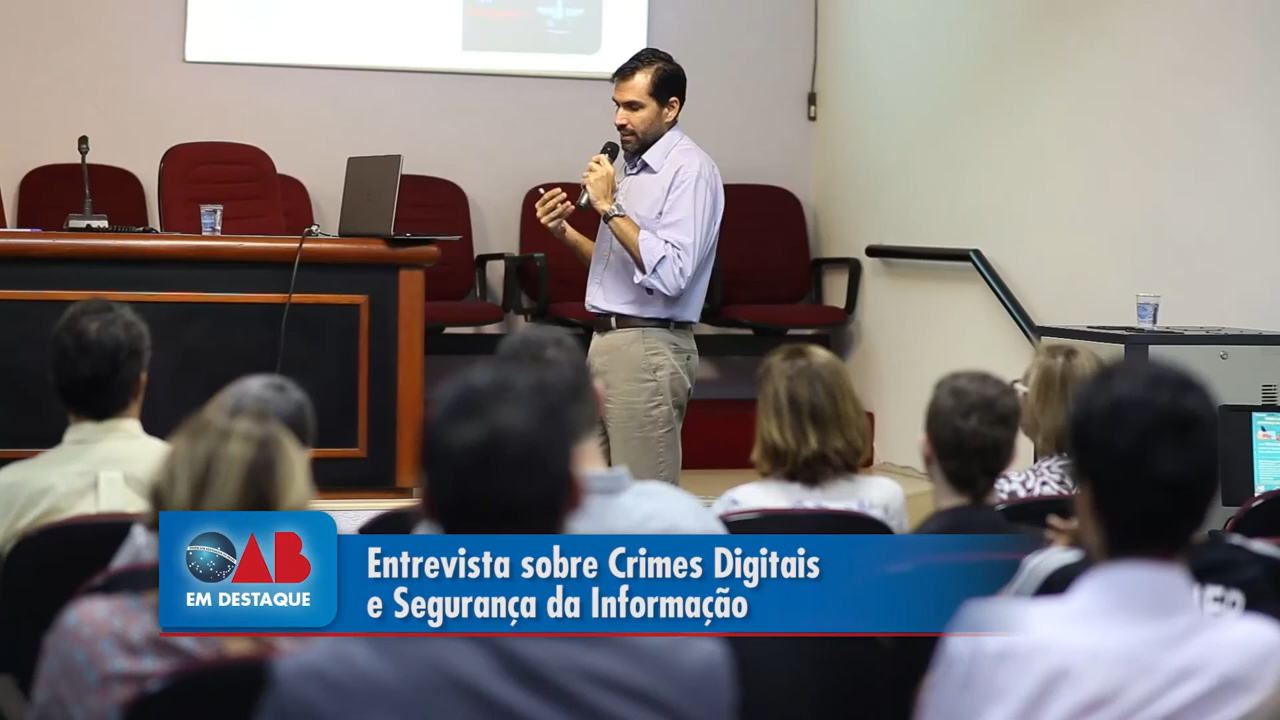 OAB
EM DESTAQUE
Entrevista sobre Crimes Digitais
e Segurança da Informação